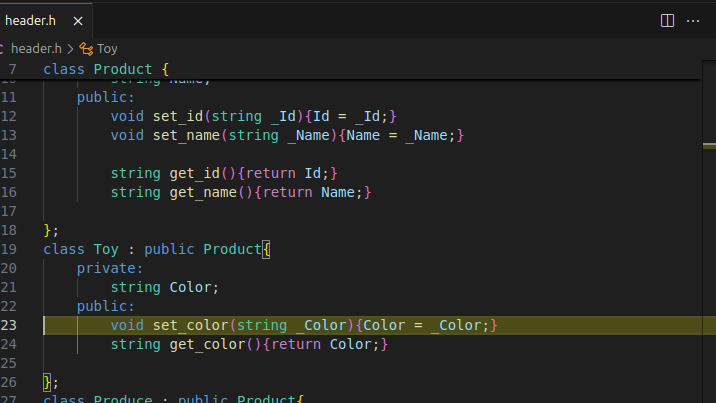 header.h ×
header.h > Toy
7 class Product {
10 string Name;
11 public:
12 void set_id(string _Id){Id = _Id;}
13 void set_name(string _Name){Name = _Name;}
14
15 string get_id(){return Id;}
16 string get_name(){return Name;}
17
18 };
19 class Toy : public Product{
20 private:
21 string Color;
22 public:
23 void set_color(string _Color){Color = _Color;}
24 string get_color(){return Color;}
25
26 };
27 class Produce : public Product{